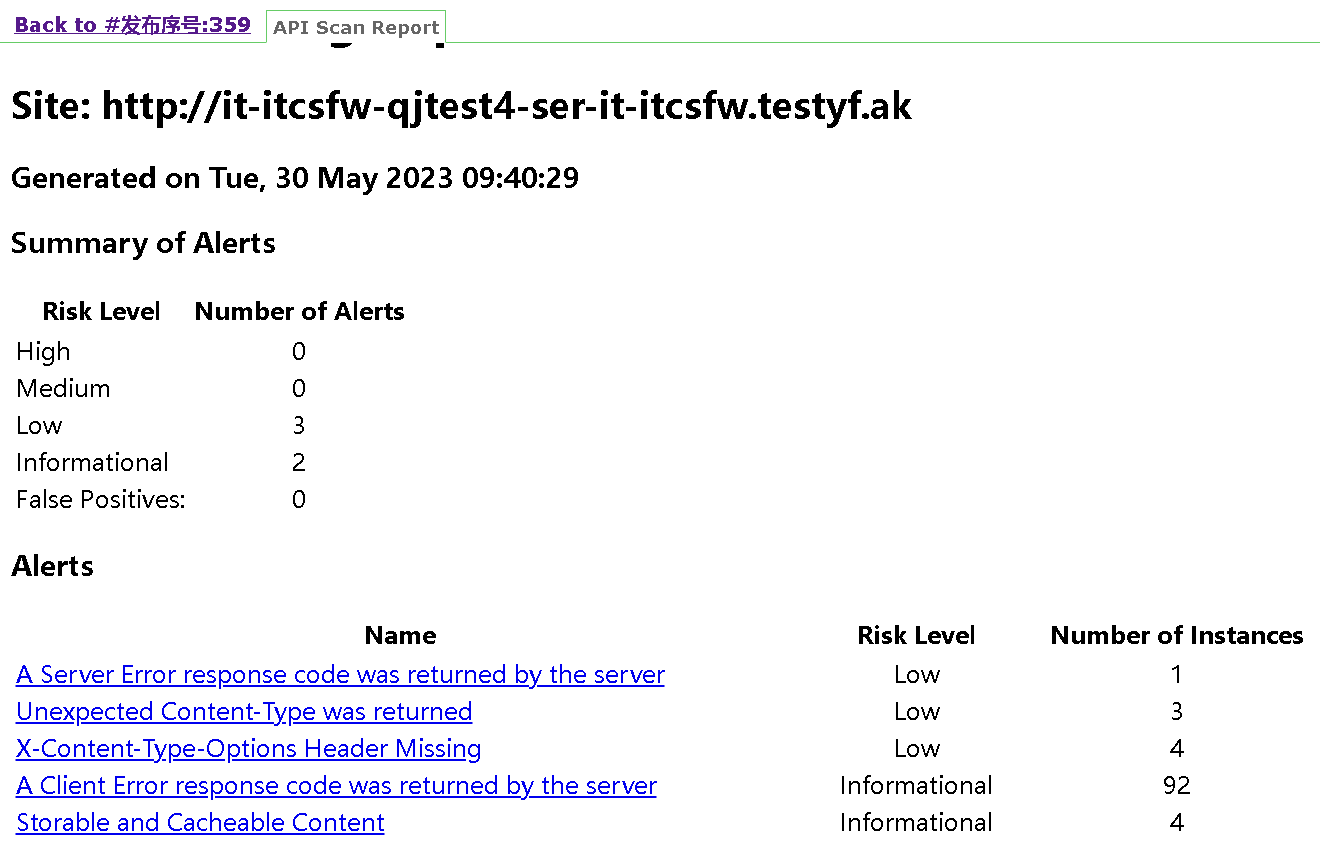 Back to #发布序号:359 API Scan Report
Site: http://it-itcsfw-qjtest4-ser-it-itcsfw.testyf.ak
Generated on Tue, 30 May 2023 09:40:29
Summary of Alerts
Risk Level Number of Alerts
High 0
Medium 0
Low 3
Informational 2
False Positives: 0
Alerts
Name Risk Level Number of Instances
A Server Error response code was returned by the server Low 1
Unexpected Content-Type was returned Low 3
X-Content-Type-Options Header Missing Low 4
A Client Error response code was returned by the server Informational 92
Storable and Cacheable Content Informational 4